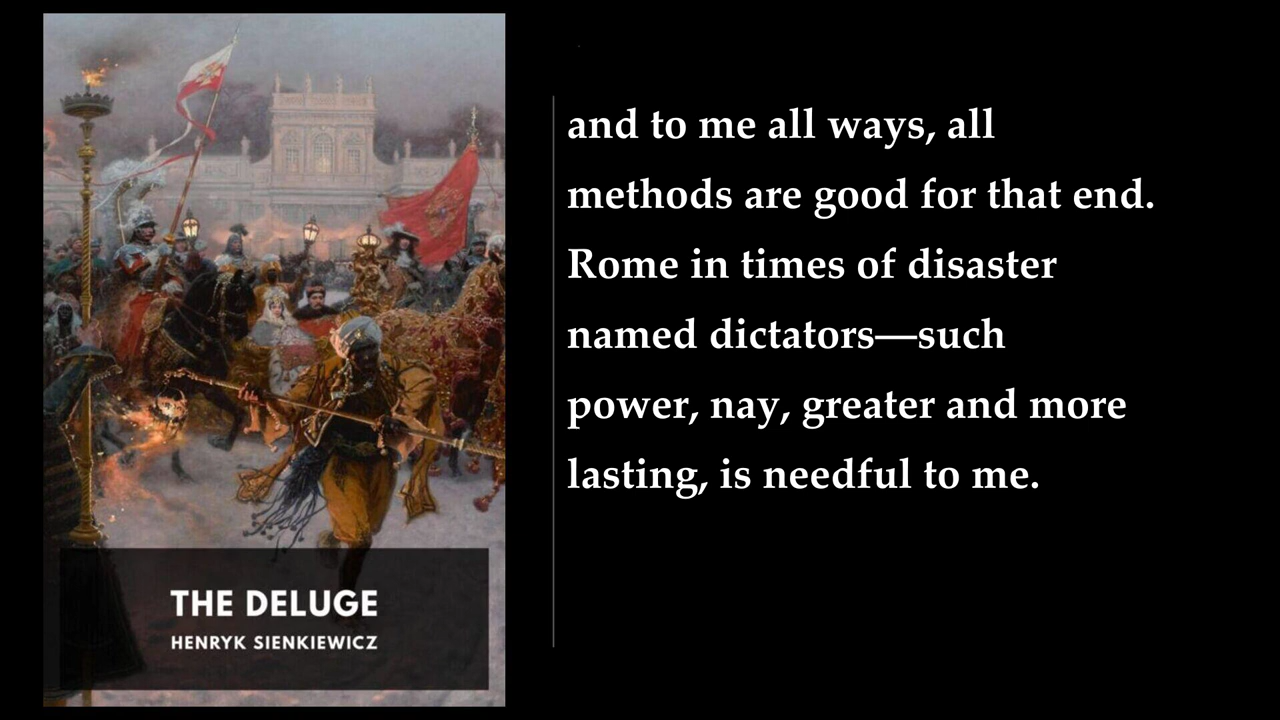 and to me all ways, all
methods are good for that end.
Rome in times of disaster
named dictators—such
power, nay, greater and more
lasting, is needful to me.
THE DELUGE
HENRYK SIENKIEWICZ